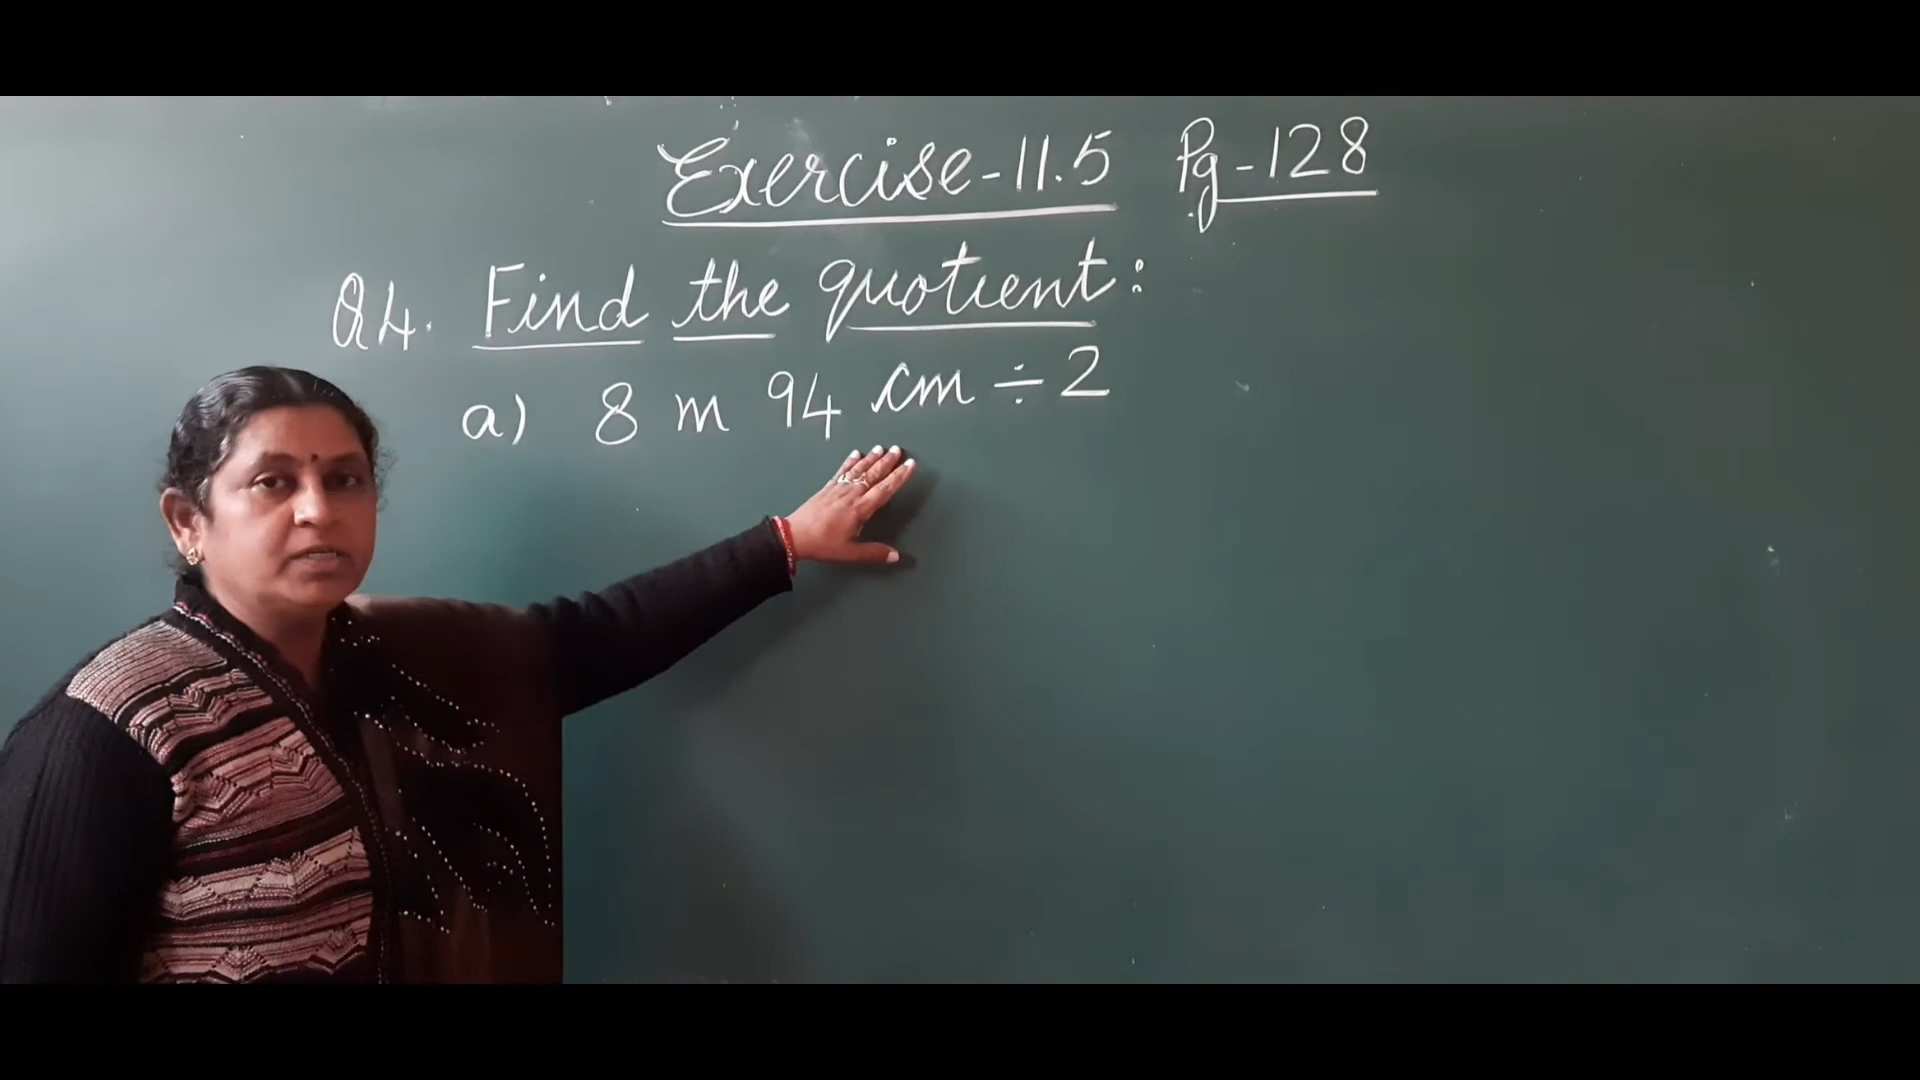 Exercise-11.5 Pg-128
Q4. Find the quotient:
a) 8 m 94 cm ÷ 2